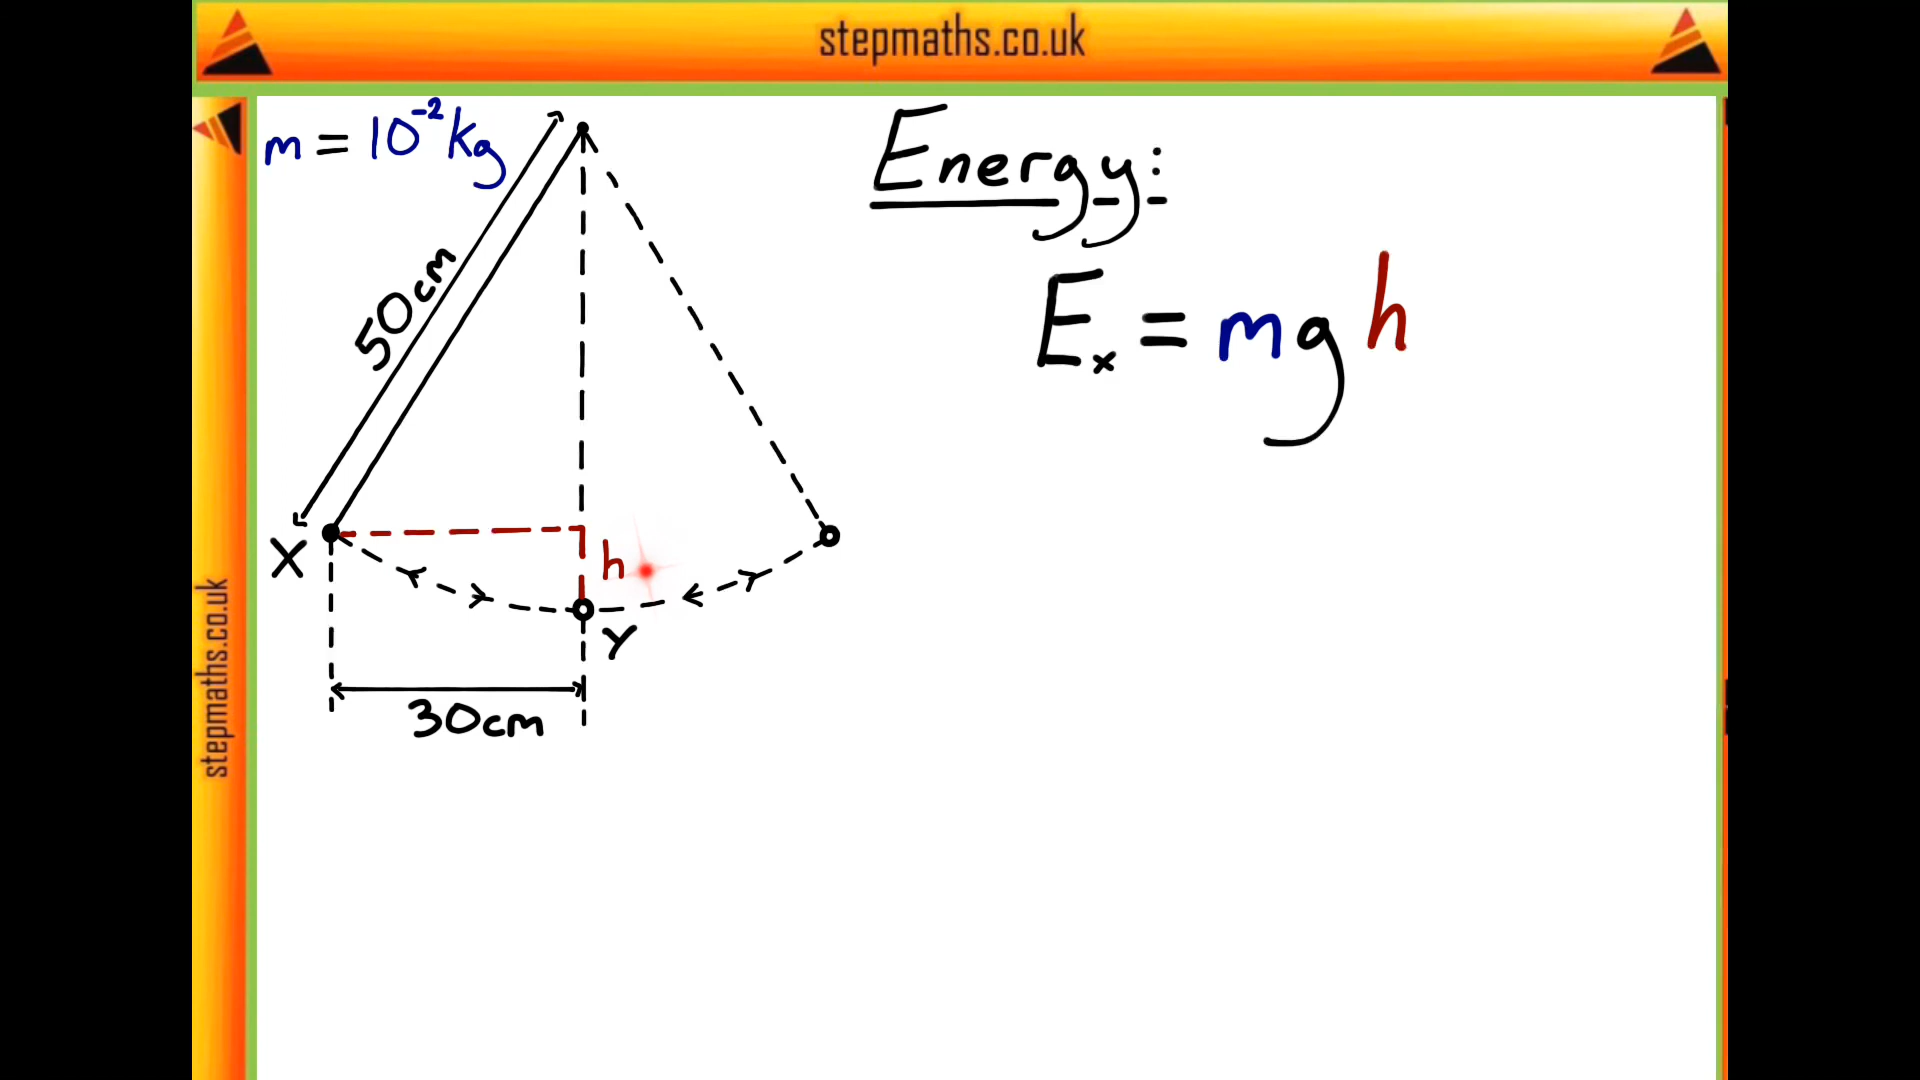 stepmaths.co.uk
m = 10⁻² kg
Energy:
50cm
Eₓ = mgh
X
h
Y
30cm
stepmaths.co.uk